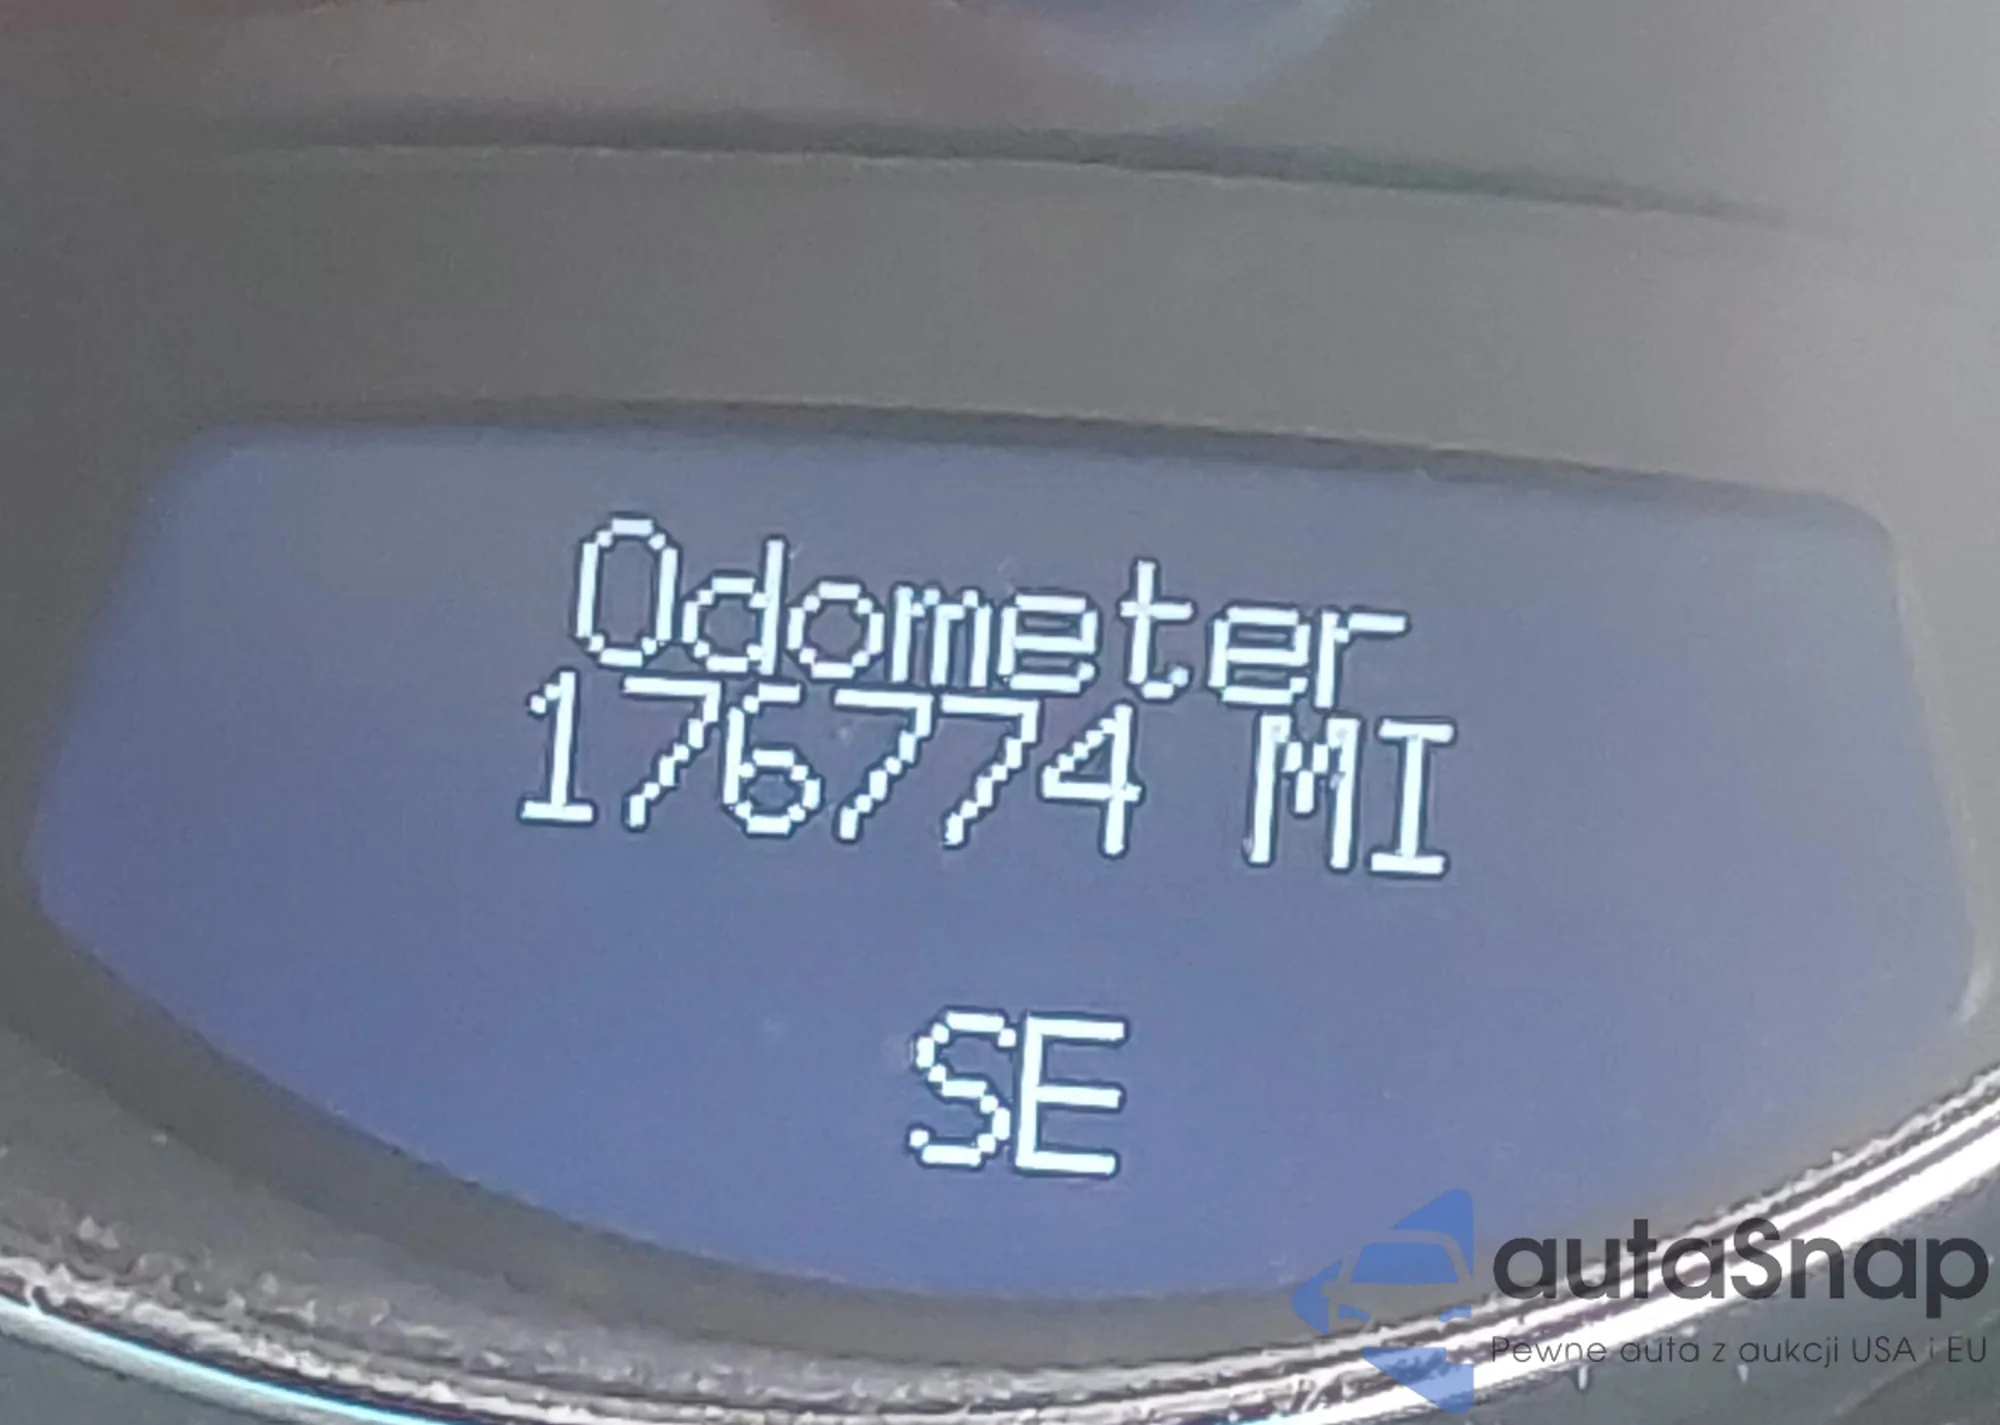 Odometer
176774 MI
SE
autaSnap
Pewne auta z aukcji USA i EU